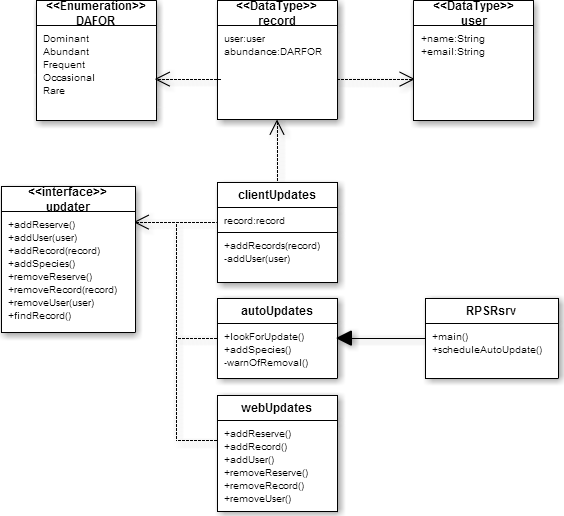 <<Enumeration>>
DAFOR
Dominant
Abundant
Frequent
Occasional
Rare
<<DataType>>
record
user:user
abundance:DARFOR
<<DataType>>
user
+name:String
+email:String
<<interface>>
updater
+addReserve()
+addUser(user)
+addRecord(record)
+addSpecies()
+removeReserve()
+removeRecord(record)
+removeUser(user)
+findRecord()
clientUpdates
record:record
+addRecords(record)
-addUser(user)
autoUpdates
+lookForUpdate()
+addSpecies()
-warnOfRemoval()
RPSRsrv
+main()
+scheduleAutoUpdate()
webUpdates
+addReserve()
+addRecord()
+addUser()
+removeReserve()
+removeRecord()
+removeUser()